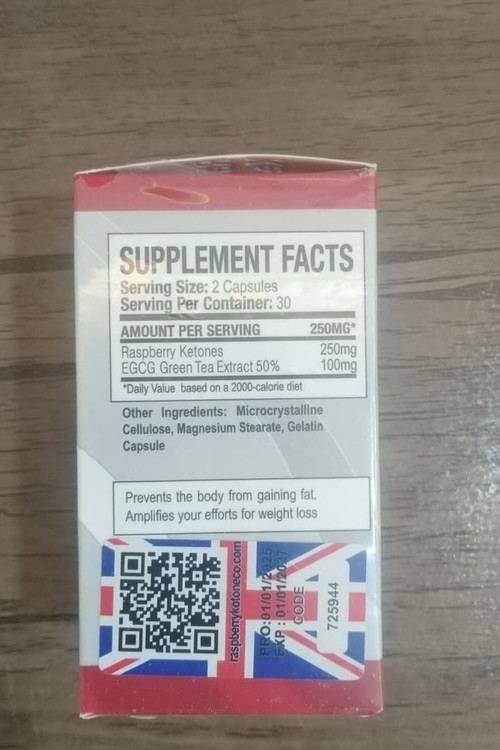 SUPPLEMENT FACTS
Serving Size: 2 Capsules
Serving Per Container: 30
AMOUNT PER SERVING 250MG*
Raspberry Ketones 250mg
EGCG Green Tea Extract 50% 100mg
*Daily Value based on a 2000-calorie diet
Other Ingredients: Microcrystalline
Cellulose, Magnesium Stearate, Gelatin
Capsule
Prevents the body from gaining fat.
Amplifies your efforts for weight loss
raspberrykotoneco.com
PRO:01/01/2025
EXP : 01/01/2027
CODE
725944